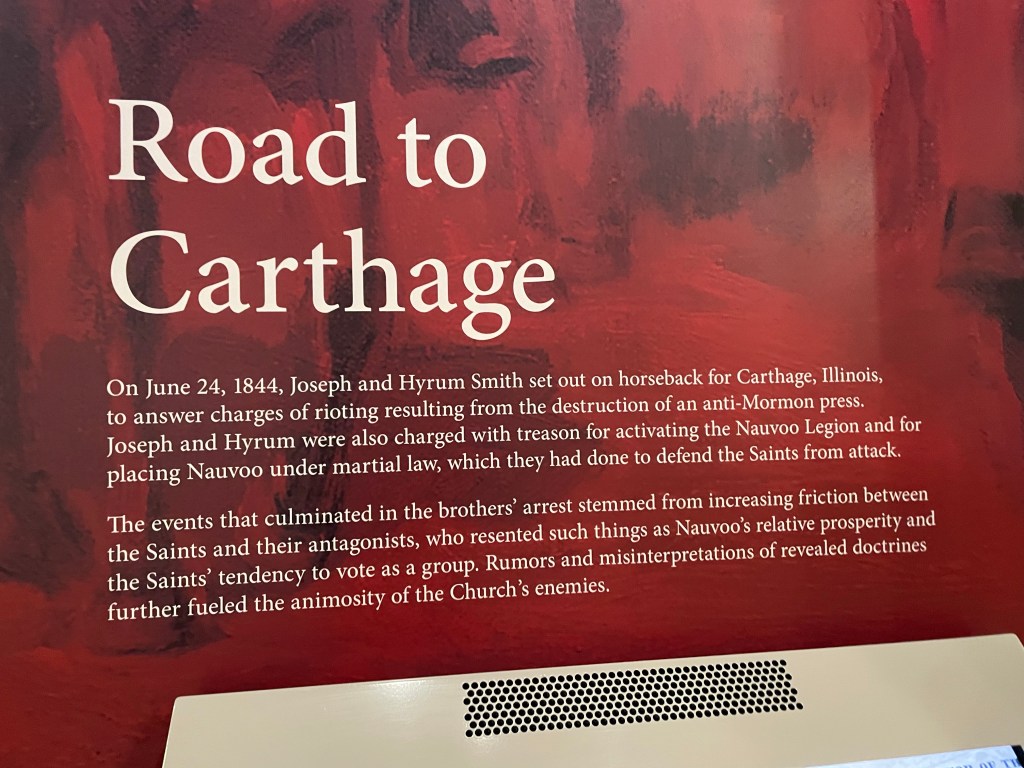 Road to
Carthage
On June 24, 1844, Joseph and Hyrum Smith set out on horseback for Carthage, Illinois,
to answer charges of rioting resulting from the destruction of an anti-Mormon press.
Joseph and Hyrum were also charged with treason for activating the Nauvoo Legion and for
placing Nauvoo under martial law, which they had done to defend the Saints from attack.
The events that culminated in the brothers’ arrest stemmed from increasing friction between
the Saints and their antagonists, who resented such things as Nauvoo’s relative prosperity and
the Saints’ tendency to vote as a group. Rumors and misinterpretations of revealed doctrines
further fueled the animosity of the Church’s enemies.